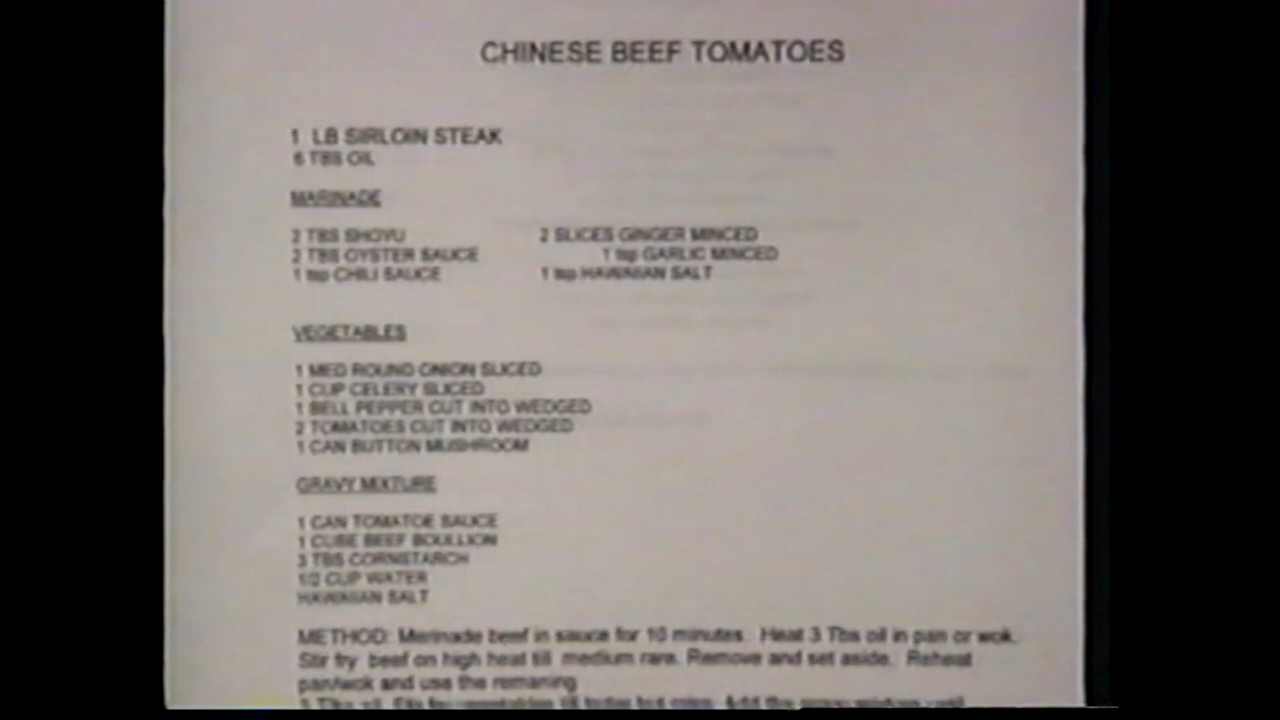 CHINESE BEEF TOMATOES
1 LB SIRLOIN STEAK
6 TBS OIL
MARINADE
2 TBS SHOYU 2 SLICES GINGER MINCED
2 TBS OYSTER SAUCE 1 tsp GARLIC MINCED
1 tsp CHILI SAUCE 1 tsp HAWAIIAN SALT
VEGETABLES
1 MED ROUND ONION SLICED
1 CUP CELERY SLICED
1 BELL PEPPER CUT INTO WEDGED
2 TOMATOES CUT INTO WEDGED
1 CAN BUTTON MUSHROOM
GRAVY MIXTURE
1 CAN TOMATOE SAUCE
1 CUBE BEEF BOULLION
3 TBS CORNSTARCH
1/2 CUP WATER
HAWAIIAN SALT
METHOD: Merinade beef in sauce for 10 minutes. Heat 3 Tbs oil in pan or wok.
Stir fry beef on high heat till medium rare. Remove and set aside. Reheat
pan/wok and use the remaning